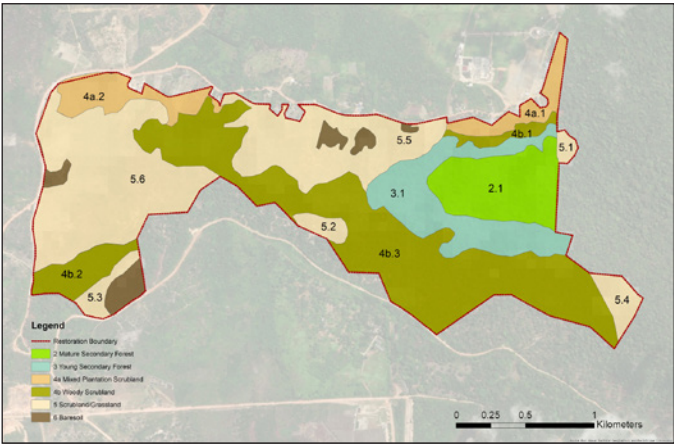 4a.2
4a.1
4b.1
5.5
5.1
5.6
3.1
2.1
5.2
4b.3
4b.2
5.3
5.4
Legend
Restoration Boundary
2 Mature Secondary Forest
3 Young Secondary Forest
4a Mixed Plantation Scrubland
4b Woody Scrubland
5 Scrubland/Grassland
6 Baresoil
0 0.25 0.5 1
Kilometers